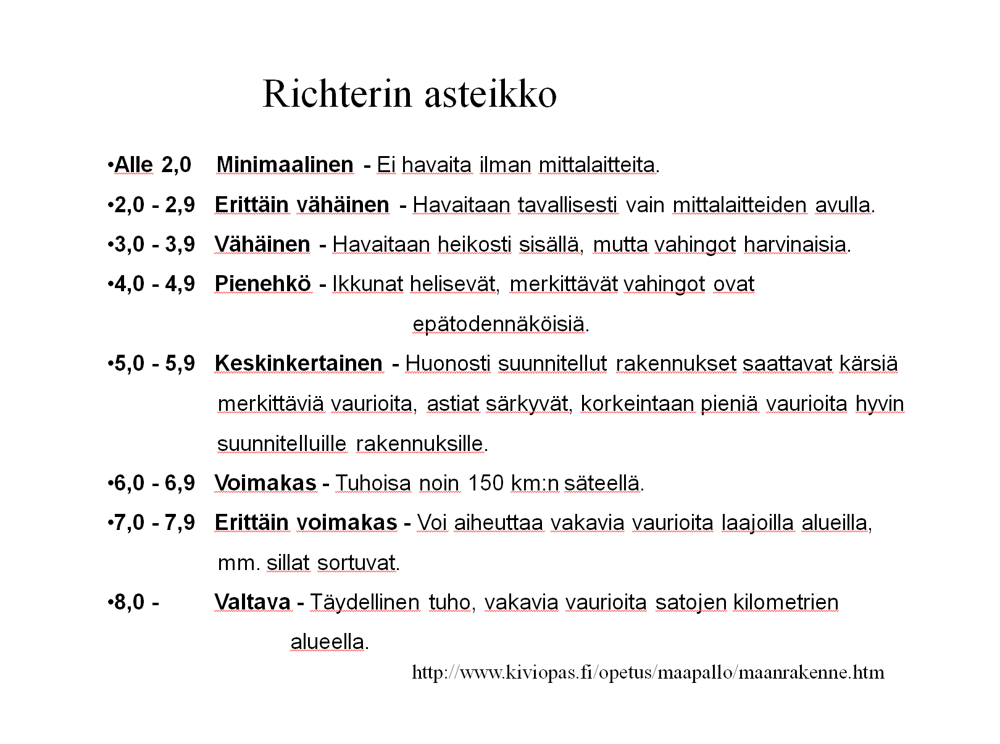 Richterin asteikko
•Alle 2,0 Minimaalinen - Ei havaita ilman mittalaitteita.
•2,0 - 2,9 Erittäin vähäinen - Havaitaan tavallisesti vain mittalaitteiden avulla.
•3,0 - 3,9 Vähäinen - Havaitaan heikosti sisällä, mutta vahingot harvinaisia.
•4,0 - 4,9 Pienehkö - Ikkunat helisevät, merkittävät vahingot ovat
epätodennäköisiä.
•5,0 - 5,9 Keskinkertainen - Huonosti suunnitellut rakennukset saattavat kärsiä
merkittäviä vaurioita, astiat särkyvät, korkeintaan pieniä vaurioita hyvin
suunnitelluille rakennuksille.
•6,0 - 6,9 Voimakas - Tuhoisa noin 150 km:n säteellä.
•7,0 - 7,9 Erittäin voimakas - Voi aiheuttaa vakavia vaurioita laajoilla alueilla,
mm. sillat sortuvat.
•8,0 - Valtava - Täydellinen tuho, vakavia vaurioita satojen kilometrien
alueella.
http://www.kiviopas.fi/opetus/maapallo/maanrakenne.htm